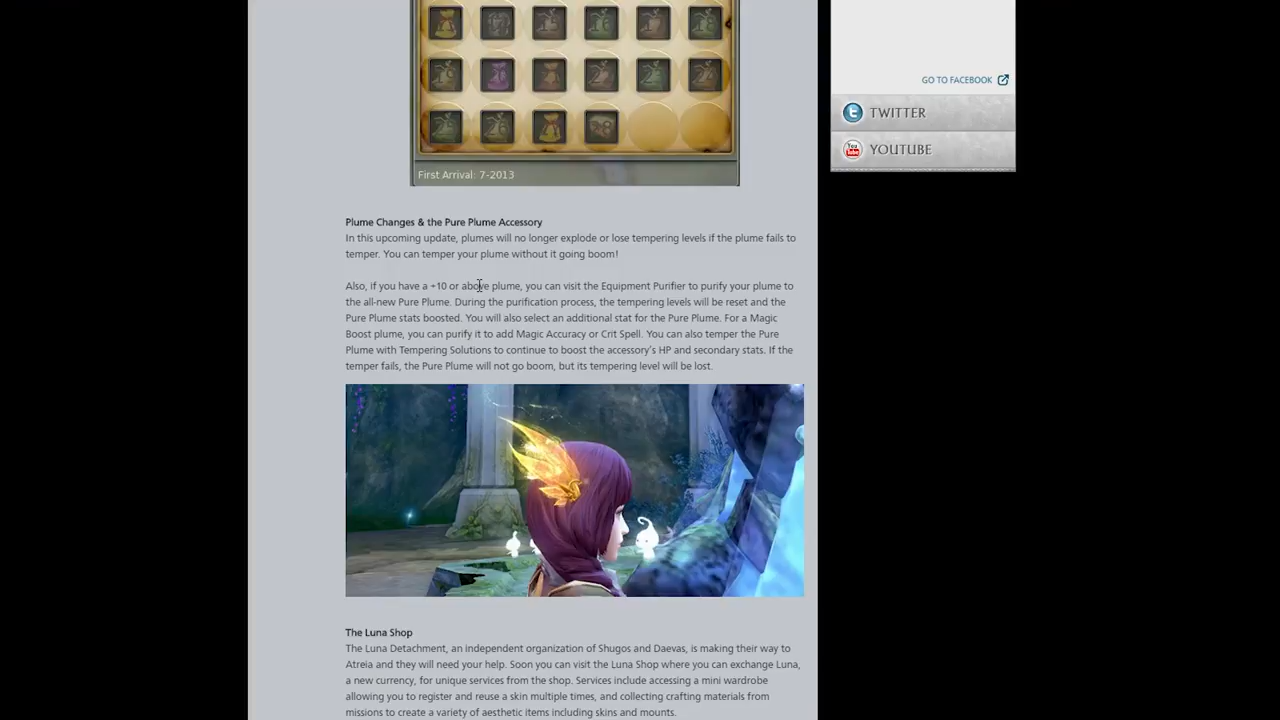 GO TO FACEBOOK
TWITTER
YOUTUBE
First Arrival: 7-2013
Plume Changes & the Pure Plume Accessory
In this upcoming update, plumes will no longer explode or lose tempering levels if the plume fails to
temper. You can temper your plume without it going boom!
Also, if you have a +10 or above plume, you can visit the Equipment Purifier to purify your plume to
the all-new Pure Plume. During the purification process, the tempering levels will be reset and the
Pure Plume stats boosted. You will also select an additional stat for the Pure Plume. For a Magic
Boost plume, you can purify it to add Magic Accuracy or Crit Spell. You can also temper the Pure
Plume with Tempering Solutions to continue to boost the accessory's HP and secondary stats. If the
temper fails, the Pure Plume will not go boom, but its tempering level will be lost.
The Luna Shop
The Luna Detachment, an independent organization of Shugos and Daevas, is making their way to
Atreia and they will need your help. Soon you can visit the Luna Shop where you can exchange Luna,
a new currency, for unique services from the shop. Services include accessing a mini wardrobe
allowing you to register and reuse a skin multiple times, and collecting crafting materials from
missions to create a variety of aesthetic items including skins and mounts.